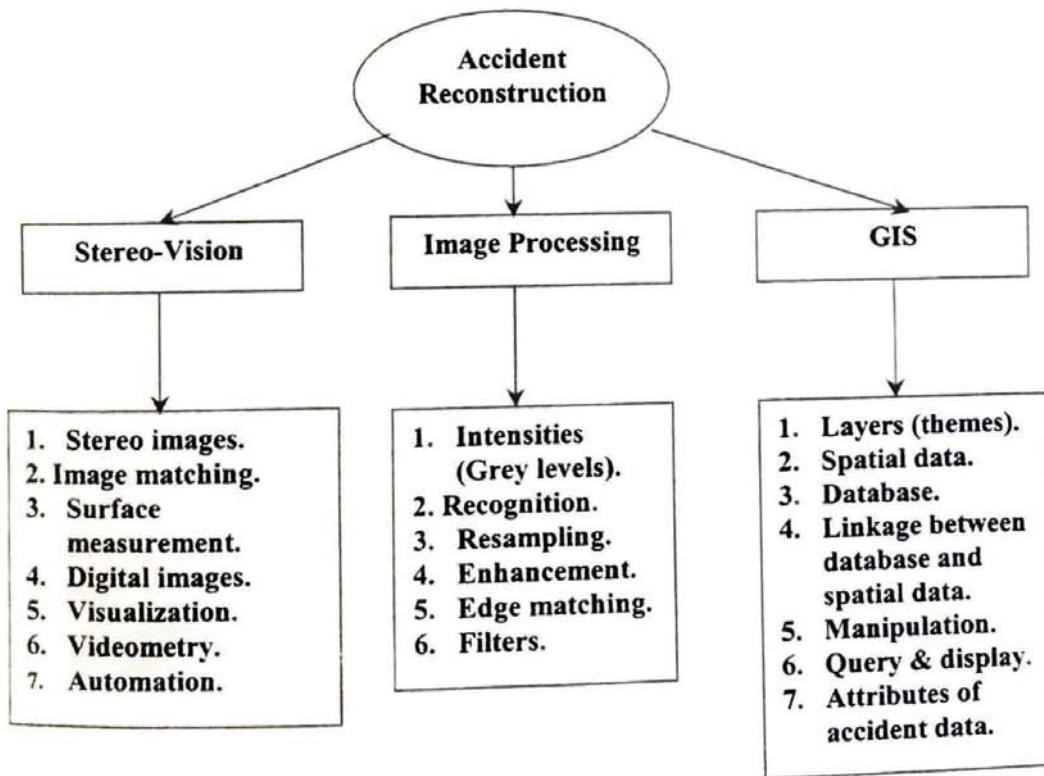 Accident
Reconstruction
Stereo-Vision
Image Processing
GIS
1. Stereo images.
2. Image matching.
3. Surface
measurement.
4. Digital images.
5. Visualization.
6. Videometry.
7. Automation.
1. Intensities
(Grey levels).
2. Recognition.
3. Resampling.
4. Enhancement.
5. Edge matching.
6. Filters.
1. Layers (themes).
2. Spatial data.
3. Database.
4. Linkage between
database and
spatial data.
5. Manipulation.
6. Query & display.
7. Attributes of
accident data.